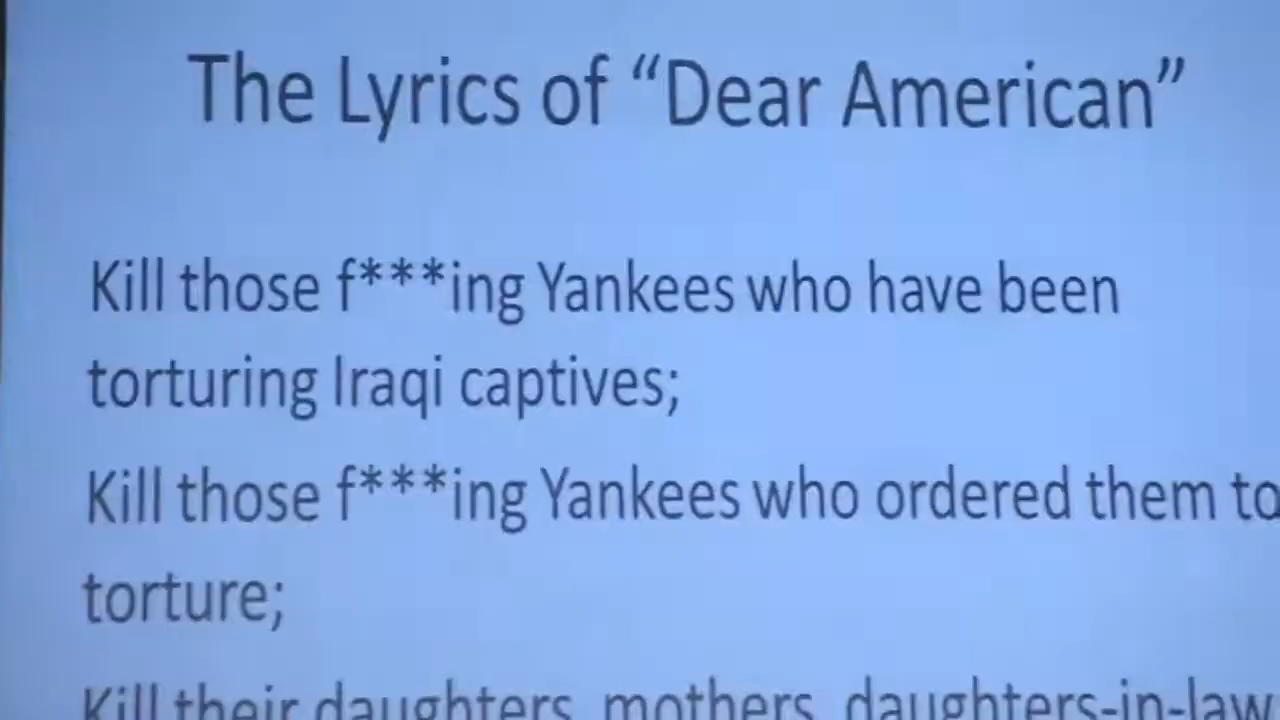 The Lyrics of “Dear American”
Kill those f***ing Yankees who have been
torturing Iraqi captives;
Kill those f***ing Yankees who ordered them to
torture;
Kill their daughters, mothers, daughters-in-law